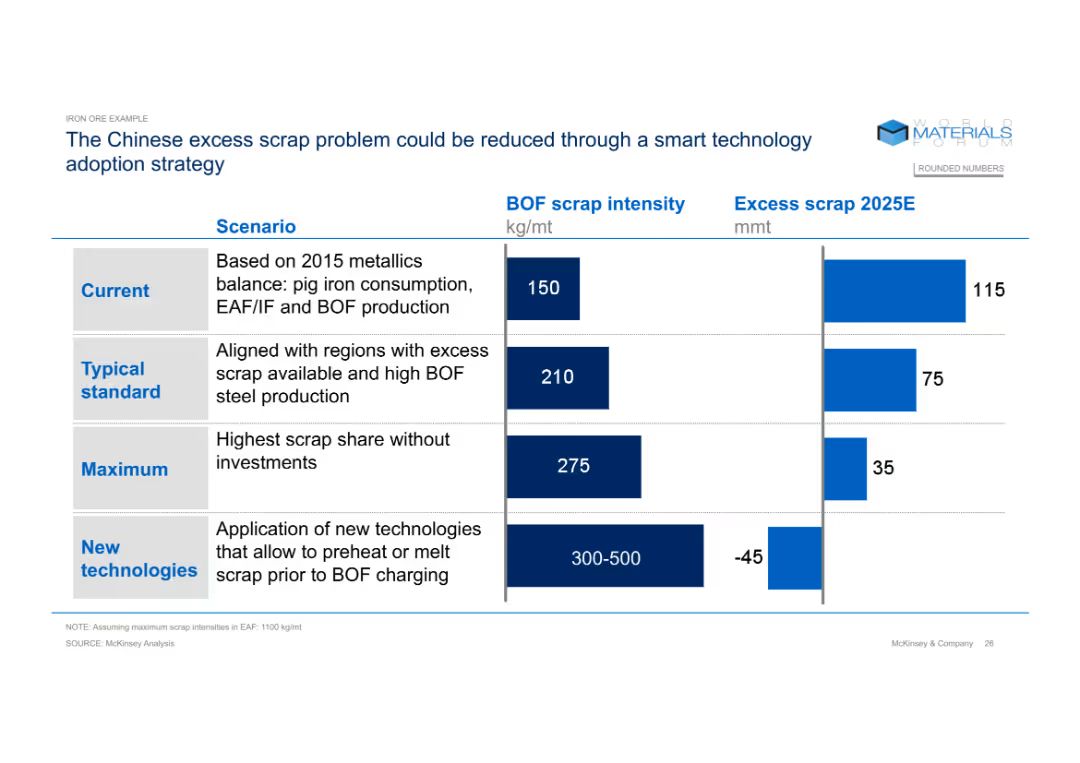 IRON ORE EXAMPLE
The Chinese excess scrap problem could be reduced through a smart technology
adoption strategy
WORLD
MATERIALS
FORUM
ROUNDED NUMBERS
Scenario
BOF scrap intensity
kg/mt
Excess scrap 2025E
mmt
Current
Based on 2015 metallics
balance: pig iron consumption,
EAF/IF and BOF production
150
115
Typical
standard
Aligned with regions with excess
scrap available and high BOF
steel production
210
75
Maximum
Highest scrap share without
investments
275
35
New
technologies
Application of new technologies
that allow to preheat or melt
scrap prior to BOF charging
300-500
-45
NOTE: Assuming maximum scrap intensities in EAF: 1100 kg/mt
SOURCE: McKinsey Analysis
McKinsey & Company 26